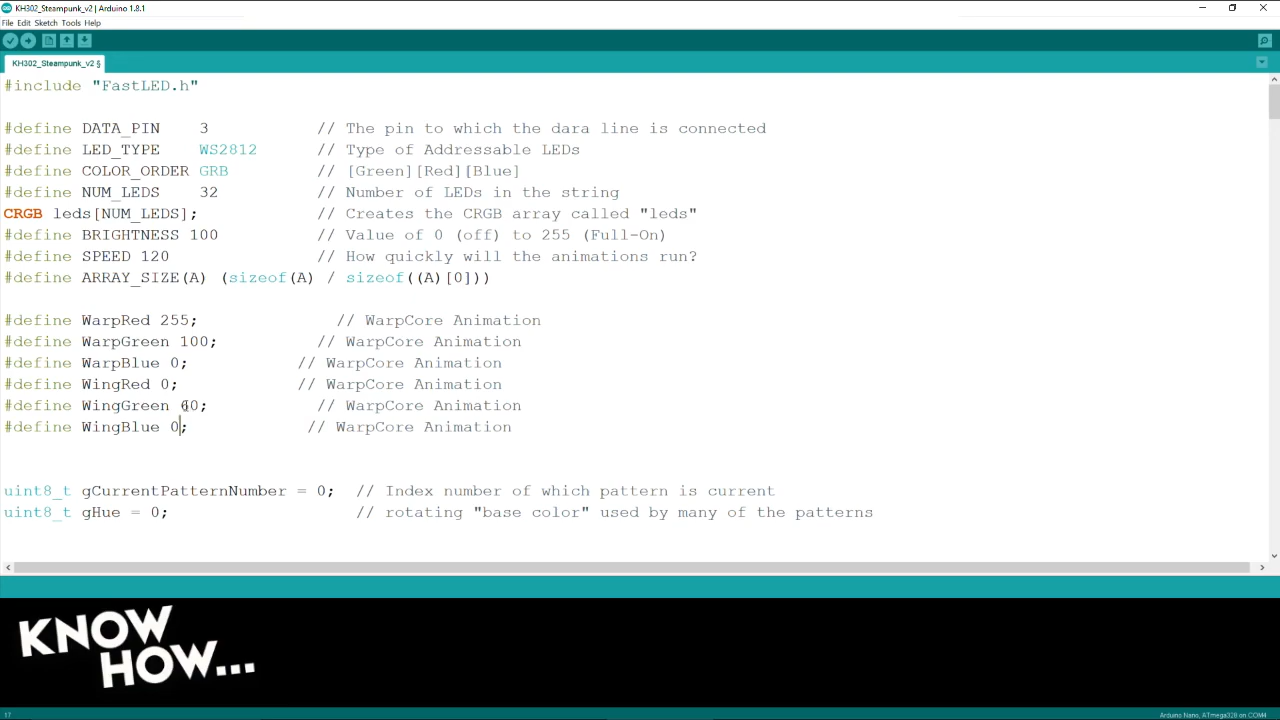 KH302_Steampunk_v2 | Arduino 1.8.1
File Edit Sketch Tools Help
KH302_Steampunk_v2 §
#include "FastLED.h"
#define DATA_PIN 3 // The pin to which the dara line is connected
#define LED_TYPE WS2812 // Type of Addressable LEDs
#define COLOR_ORDER GRB // [Green][Red][Blue]
#define NUM_LEDS 32 // Number of LEDs in the string
CRGB leds[NUM_LEDS]; // Creates the CRGB array called "leds"
#define BRIGHTNESS 100 // Value of 0 (off) to 255 (Full-On)
#define SPEED 120 // How quickly will the animations run?
#define ARRAY_SIZE(A) (sizeof(A) / sizeof((A)[0]))
#define WarpRed 255; // WarpCore Animation
#define WarpGreen 100; // WarpCore Animation
#define WarpBlue 0; // WarpCore Animation
#define WingRed 0; // WarpCore Animation
#define WingGreen 60; // WarpCore Animation
#define WingBlue 0; // WarpCore Animation
uint8_t gCurrentPatternNumber = 0; // Index number of which pattern is current
uint8_t gHue = 0; // rotating "base color" used by many of the patterns
KNOW
HOW...
17
Arduino Nano, ATmega328 on COM4